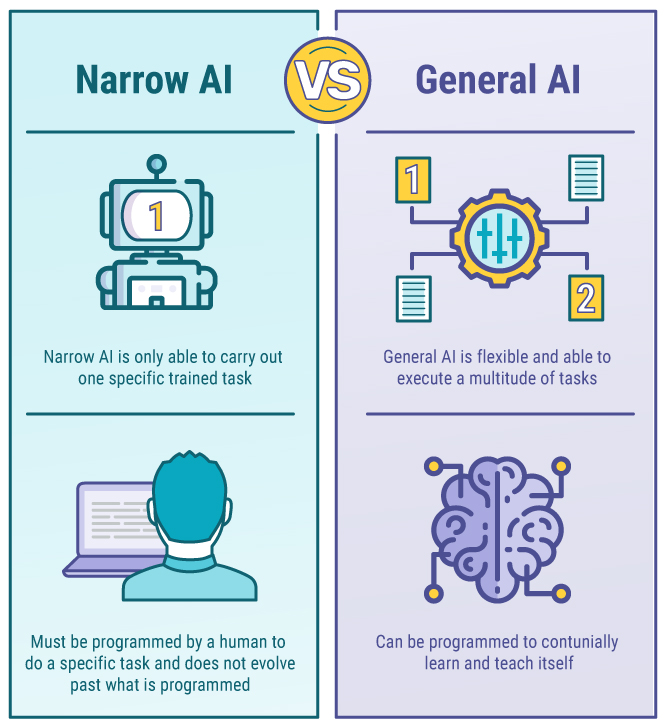 Narrow AI
VS
General AI
1
1
2
Narrow AI is only able to carry out
one specific trained task
General AI is flexible and able to
execute a multitude of tasks
Must be programmed by a human to
do a specific task and does not evolve
past what is programmed
Can be programmed to contunially
learn and teach itself